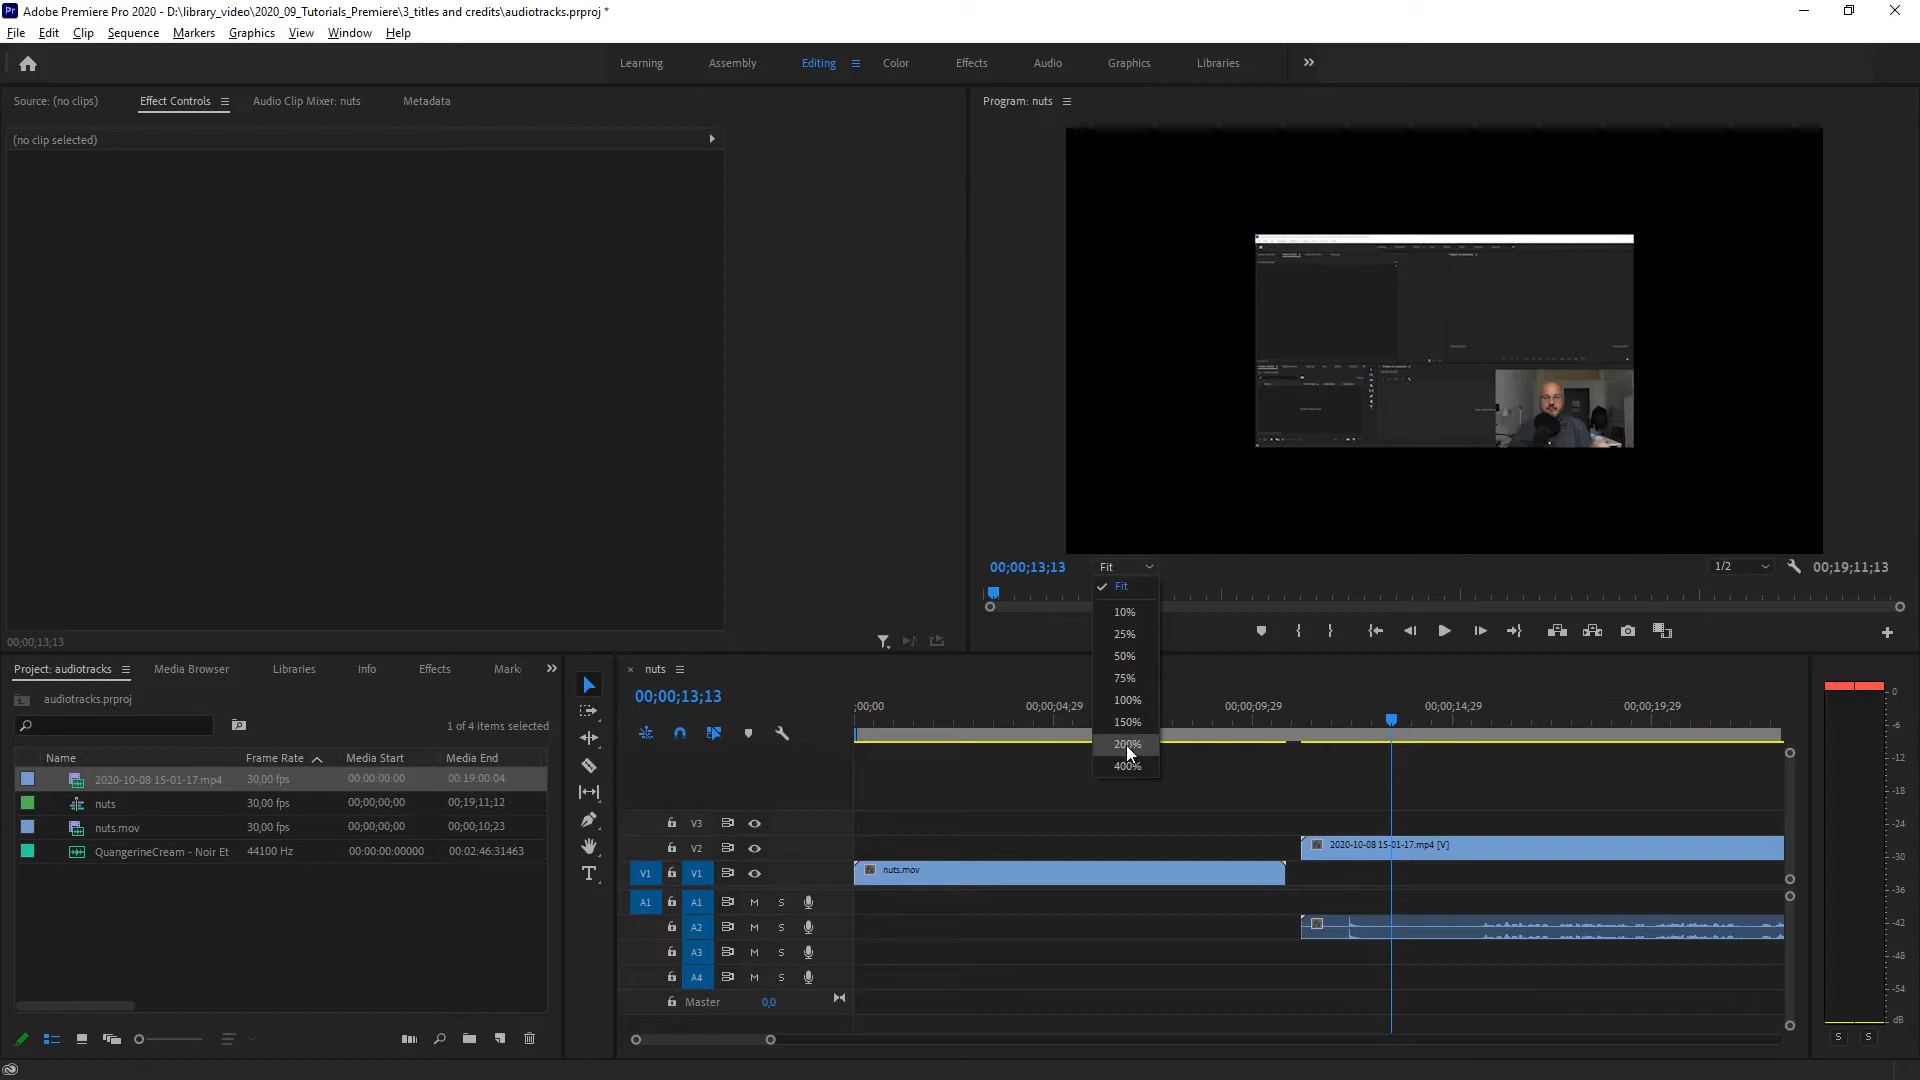 Adobe Premiere Pro 2020 - D:\library_video\2020_09_Tutorials_Premiere\3_titles and credits\audiotracks.prproj *
File Edit Clip Sequence Markers Graphics View Window Help
Learning Assembly Editing Color Effects Audio Graphics Libraries
Source: (no clips) Effect Controls Audio Clip Mixer: nuts Metadata
Program: nuts
(no clip selected)
00;00;13;13 Fit 1/2 00;19;11;13
Fit
10%
25%
50%
75%
100%
150%
200%
400%
00;00;13;13
Project: audiotracks Media Browser Libraries Info Effects Mark
audiotracks.prproj
1 of 4 items selected
Name Frame Rate Media Start Media End
2020-10-08 15-01-17.mp4 30,00 fps 00:00:00:00 00:19:00:04
nuts 30,00 fps 00;00;00;00 00;19;11;12
nuts.mov 30,00 fps 00;00;00;00 00;00;10;23
QuangerineCream - Noir Et 44100 Hz 00:00:00:00000 00:02:46:31463
nuts
00;00;13;13
;00;00 00;00;04;29 00;00;09;29 00;00;14;29 00;00;19;29
V3
V2 2020-10-08 15-01-17.mp4 [V]
V1 V1 nuts.mov
A1 A1 M S
A2 M S
A3 M S
A4 M S
Master 0,0
0
-6
-12
-18
-24
-30
-36
-42
-48
-54
dB
S S